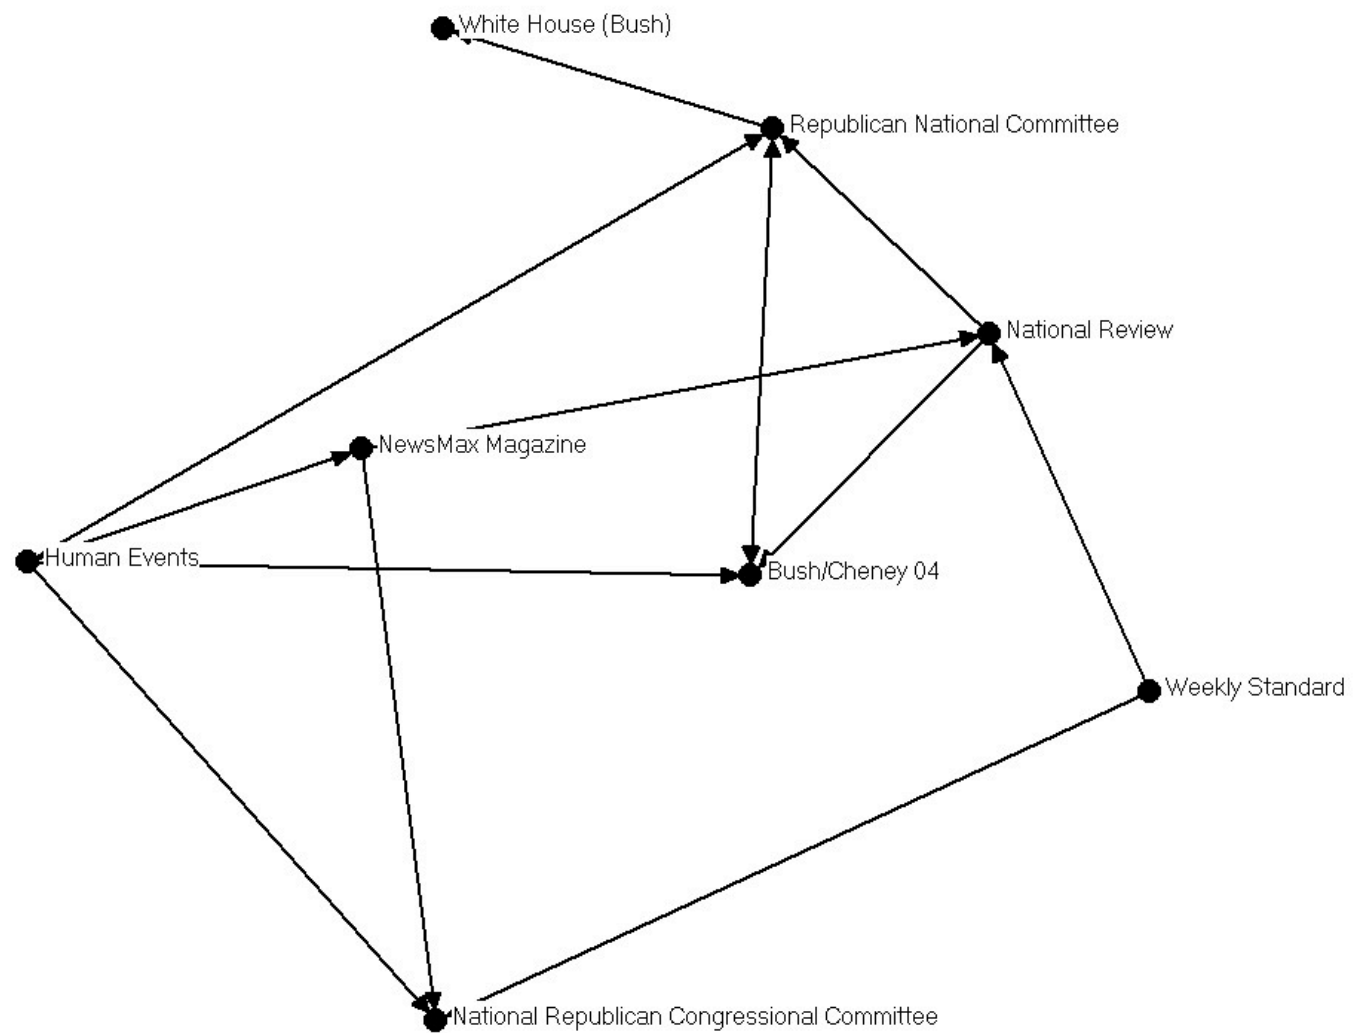 White House (Bush)
Republican National Committee
National Review
NewsMax Magazine
Human Events
Bush/Cheney 04
Weekly Standard
National Republican Congressional Committee